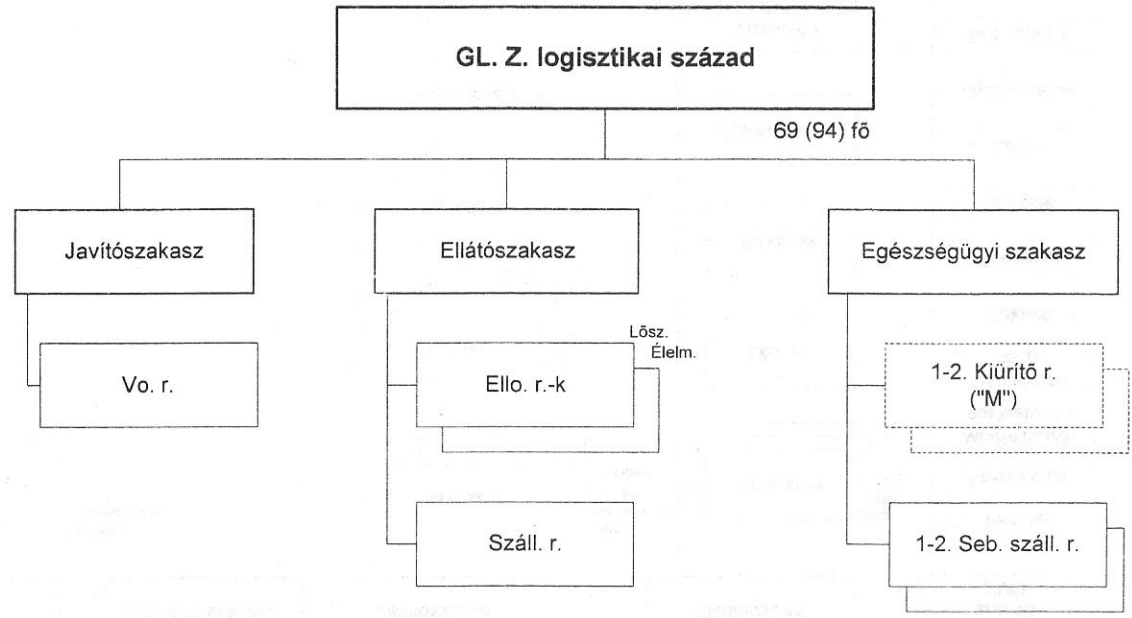 GL. Z. logisztikai század
69 (94) fő
Javítószakasz
Ellátószakasz
Egészségügyi szakasz
Vo. r.
Lősz.
Élelm.
Ello. r.-k
1-2. Kiürítő r.
("M")
Száll. r.
1-2. Seb. száll. r.